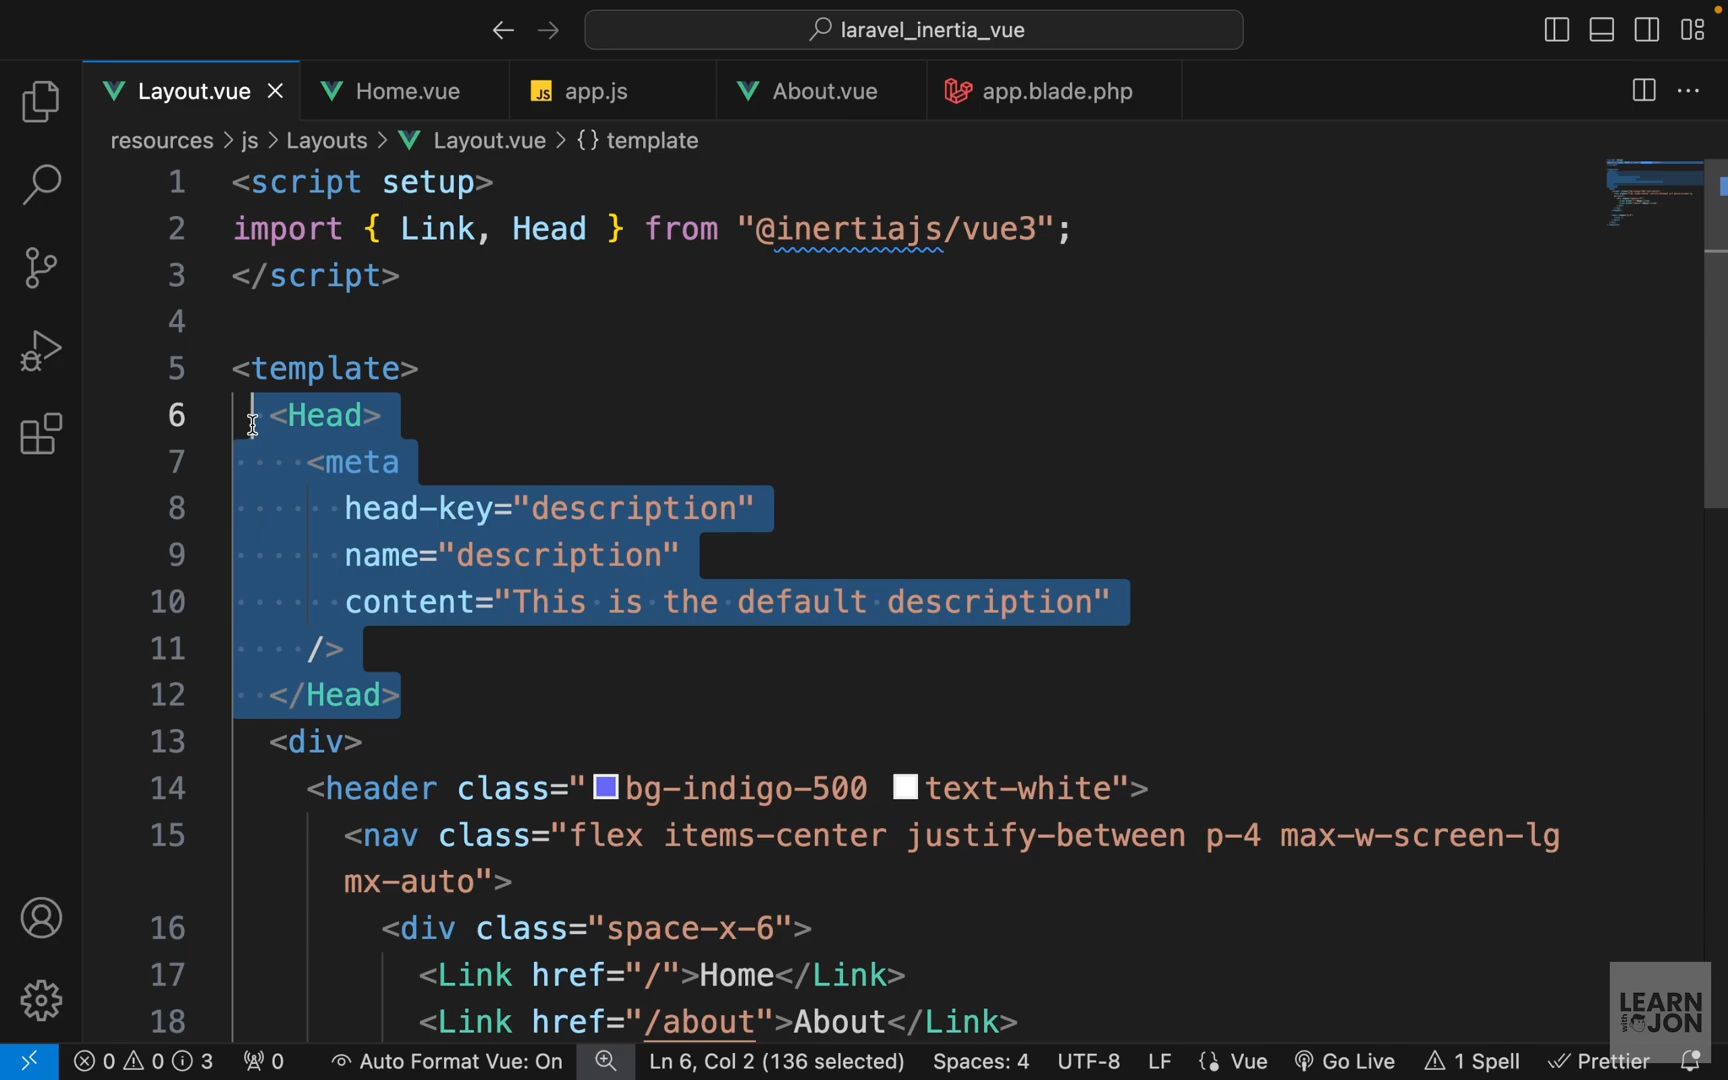 laravel_inertia_vue
Layout.vue
Home.vue
JS app.js
About.vue
app.blade.php
resources > js > Layouts > Layout.vue > {} template
1 <script setup>
2 import { Link, Head } from "@inertiajs/vue3";
3 </script>
4
5 <template>
6 <Head>
7 <meta
8 head-key="description"
9 name="description"
10 content="This is the default description"
11 />
12 </Head>
13 <div>
14 <header class="bg-indigo-500 text-white">
15 <nav class="flex items-center justify-between p-4 max-w-screen-lg
mx-auto">
16 <div class="space-x-6">
17 <Link href="/">Home</Link>
18 <Link href="/about">About</Link>
LEARN
with JON
0 0 3 0 Auto Format Vue: On Ln 6, Col 2 (136 selected) Spaces: 4 UTF-8 LF {} Vue Go Live 1 Spell Prettier